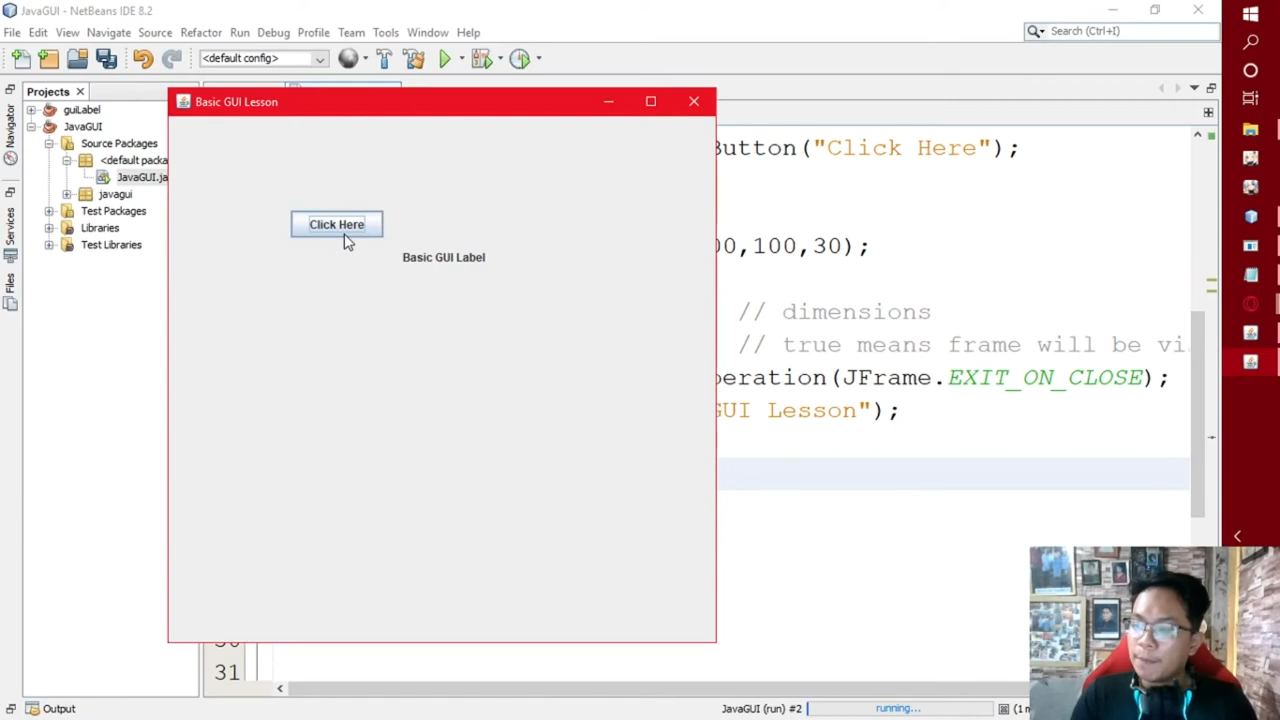 JavaGUI - NetBeans IDE 8.2
File Edit View Navigate Source Refactor Run Debug Profile Team Tools Window Help
Search (Ctrl+I)
<default config>
Projects
Navigator
Services
Files
guiLabel
JavaGUI
Source Packages
<default packa
JavaGUI.ja
javagui
Test Packages
Libraries
Test Libraries
Basic GUI Lesson
Click Here
Basic GUI Label
Button("Click Here");
00,100,30);
// dimensions
// true means frame will be vi
peration(JFrame.EXIT_ON_CLOSE);
GUI Lesson");
31
Output
JavaGUI (run) #2
running...